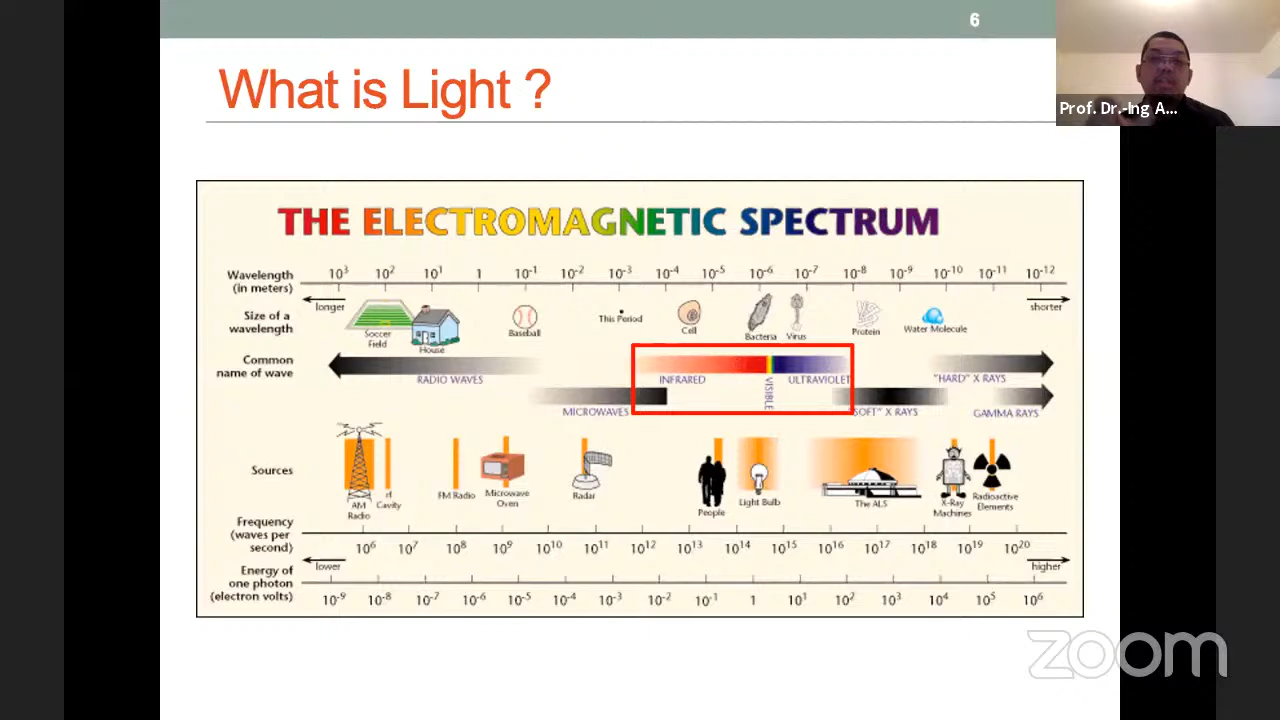 6
What is Light ?
Prof. Dr.-Ing A...
THE ELECTROMAGNETIC SPECTRUM
Wavelength (in meters)
10³ 10² 10¹ 1 10⁻¹ 10⁻² 10⁻³ 10⁻⁴ 10⁻⁵ 10⁻⁶ 10⁻⁷ 10⁻⁸ 10⁻⁹ 10⁻¹⁰ 10⁻¹¹ 10⁻¹²
longer
shorter
Size of a wavelength
Soccer Field
House
Baseball
This Period
Cell
Bacteria
Virus
Protein
Water Molecule
Common name of wave
RADIO WAVES
INFRARED
VISIBLE
ULTRAVIOLET
"HARD" X RAYS
MICROWAVES
"SOFT" X RAYS
GAMMA RAYS
Sources
AM Radio
rf Cavity
FM Radio
Microwave Oven
Radar
People
Light Bulb
The ALS
X-Ray Machines
Radioactive Elements
Frequency (waves per second)
10⁶ 10⁷ 10⁸ 10⁹ 10¹⁰ 10¹¹ 10¹² 10¹³ 10¹⁴ 10¹⁵ 10¹⁶ 10¹⁷ 10¹⁸ 10¹⁹ 10²⁰
lower
higher
Energy of one photon (electron volts)
10⁻⁹ 10⁻⁸ 10⁻⁷ 10⁻⁶ 10⁻⁵ 10⁻⁴ 10⁻³ 10⁻² 10⁻¹ 1 10¹ 10² 10³ 10⁴ 10⁵ 10⁶
zoom